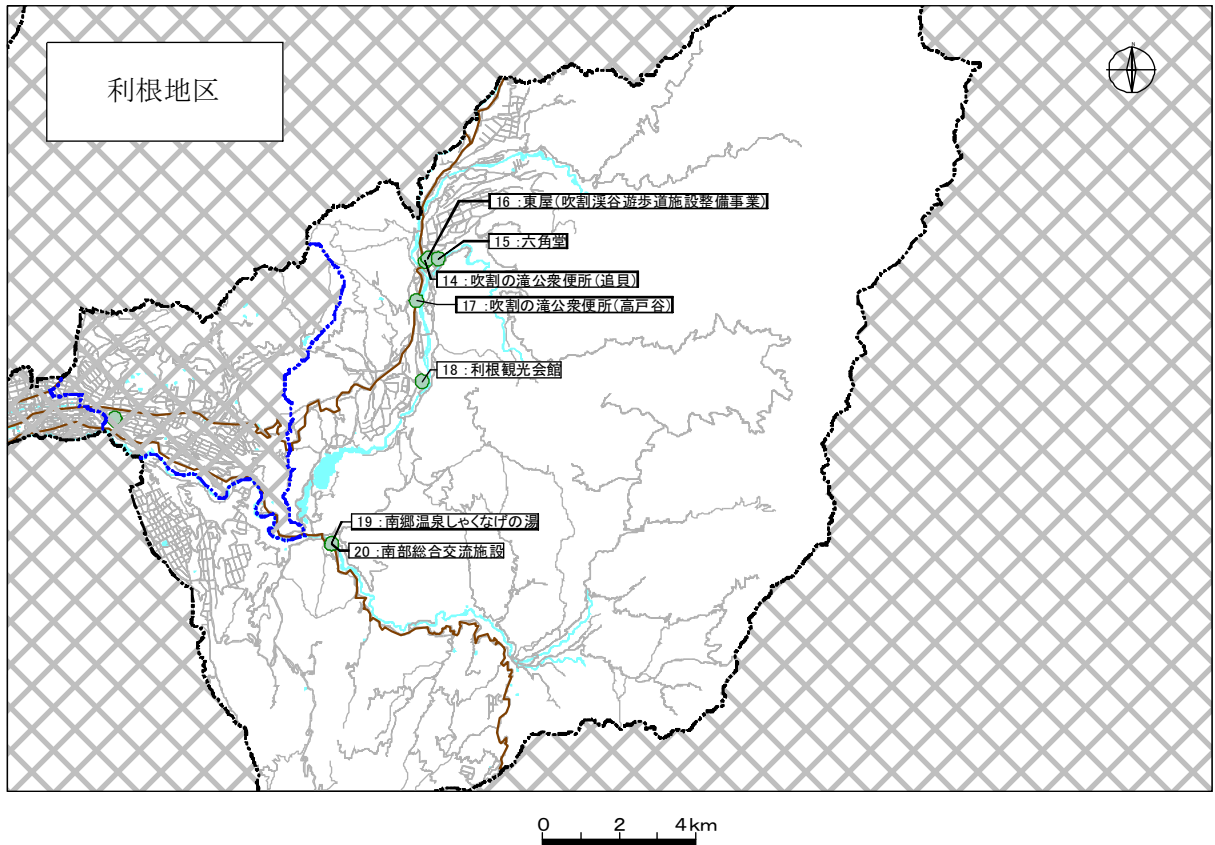 利根地区
16 :東屋(吹割渓谷遊歩道施設整備事業)
15 :六角堂
14 :吹割の滝公衆便所(追貝)
17 :吹割の滝公衆便所(高戸谷)
18 :利根観光会館
19 :南郷温泉しゃくなげの湯
20 :南部総合交流施設
0 2 4km